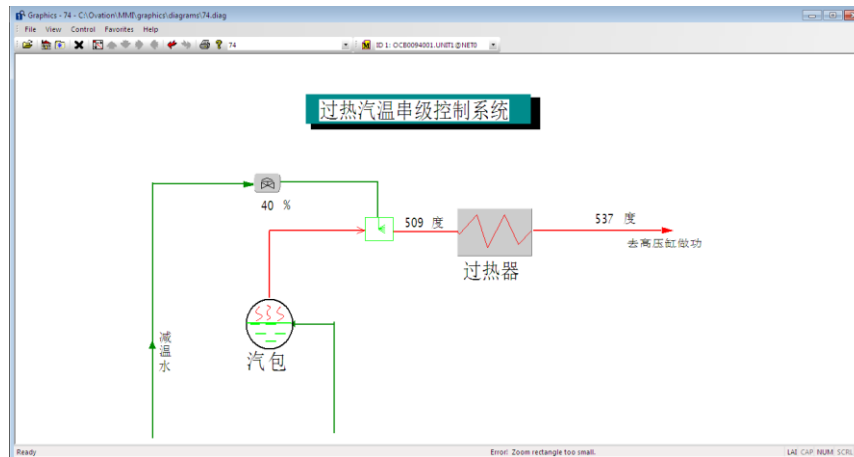 Graphics - 74 - C:\Ovation\MMI\graphics\diagrams\74.diag
File View Control Favorites Help
74
M ID 1: OCB0094001.UNIT1@NET0
过热汽温串级控制系统
40 %
509 度
537 度
去高压缸做功
过热器
减温水
汽包
Ready
Error! Zoom rectangle too small.
LAI CAP NUM SCRL